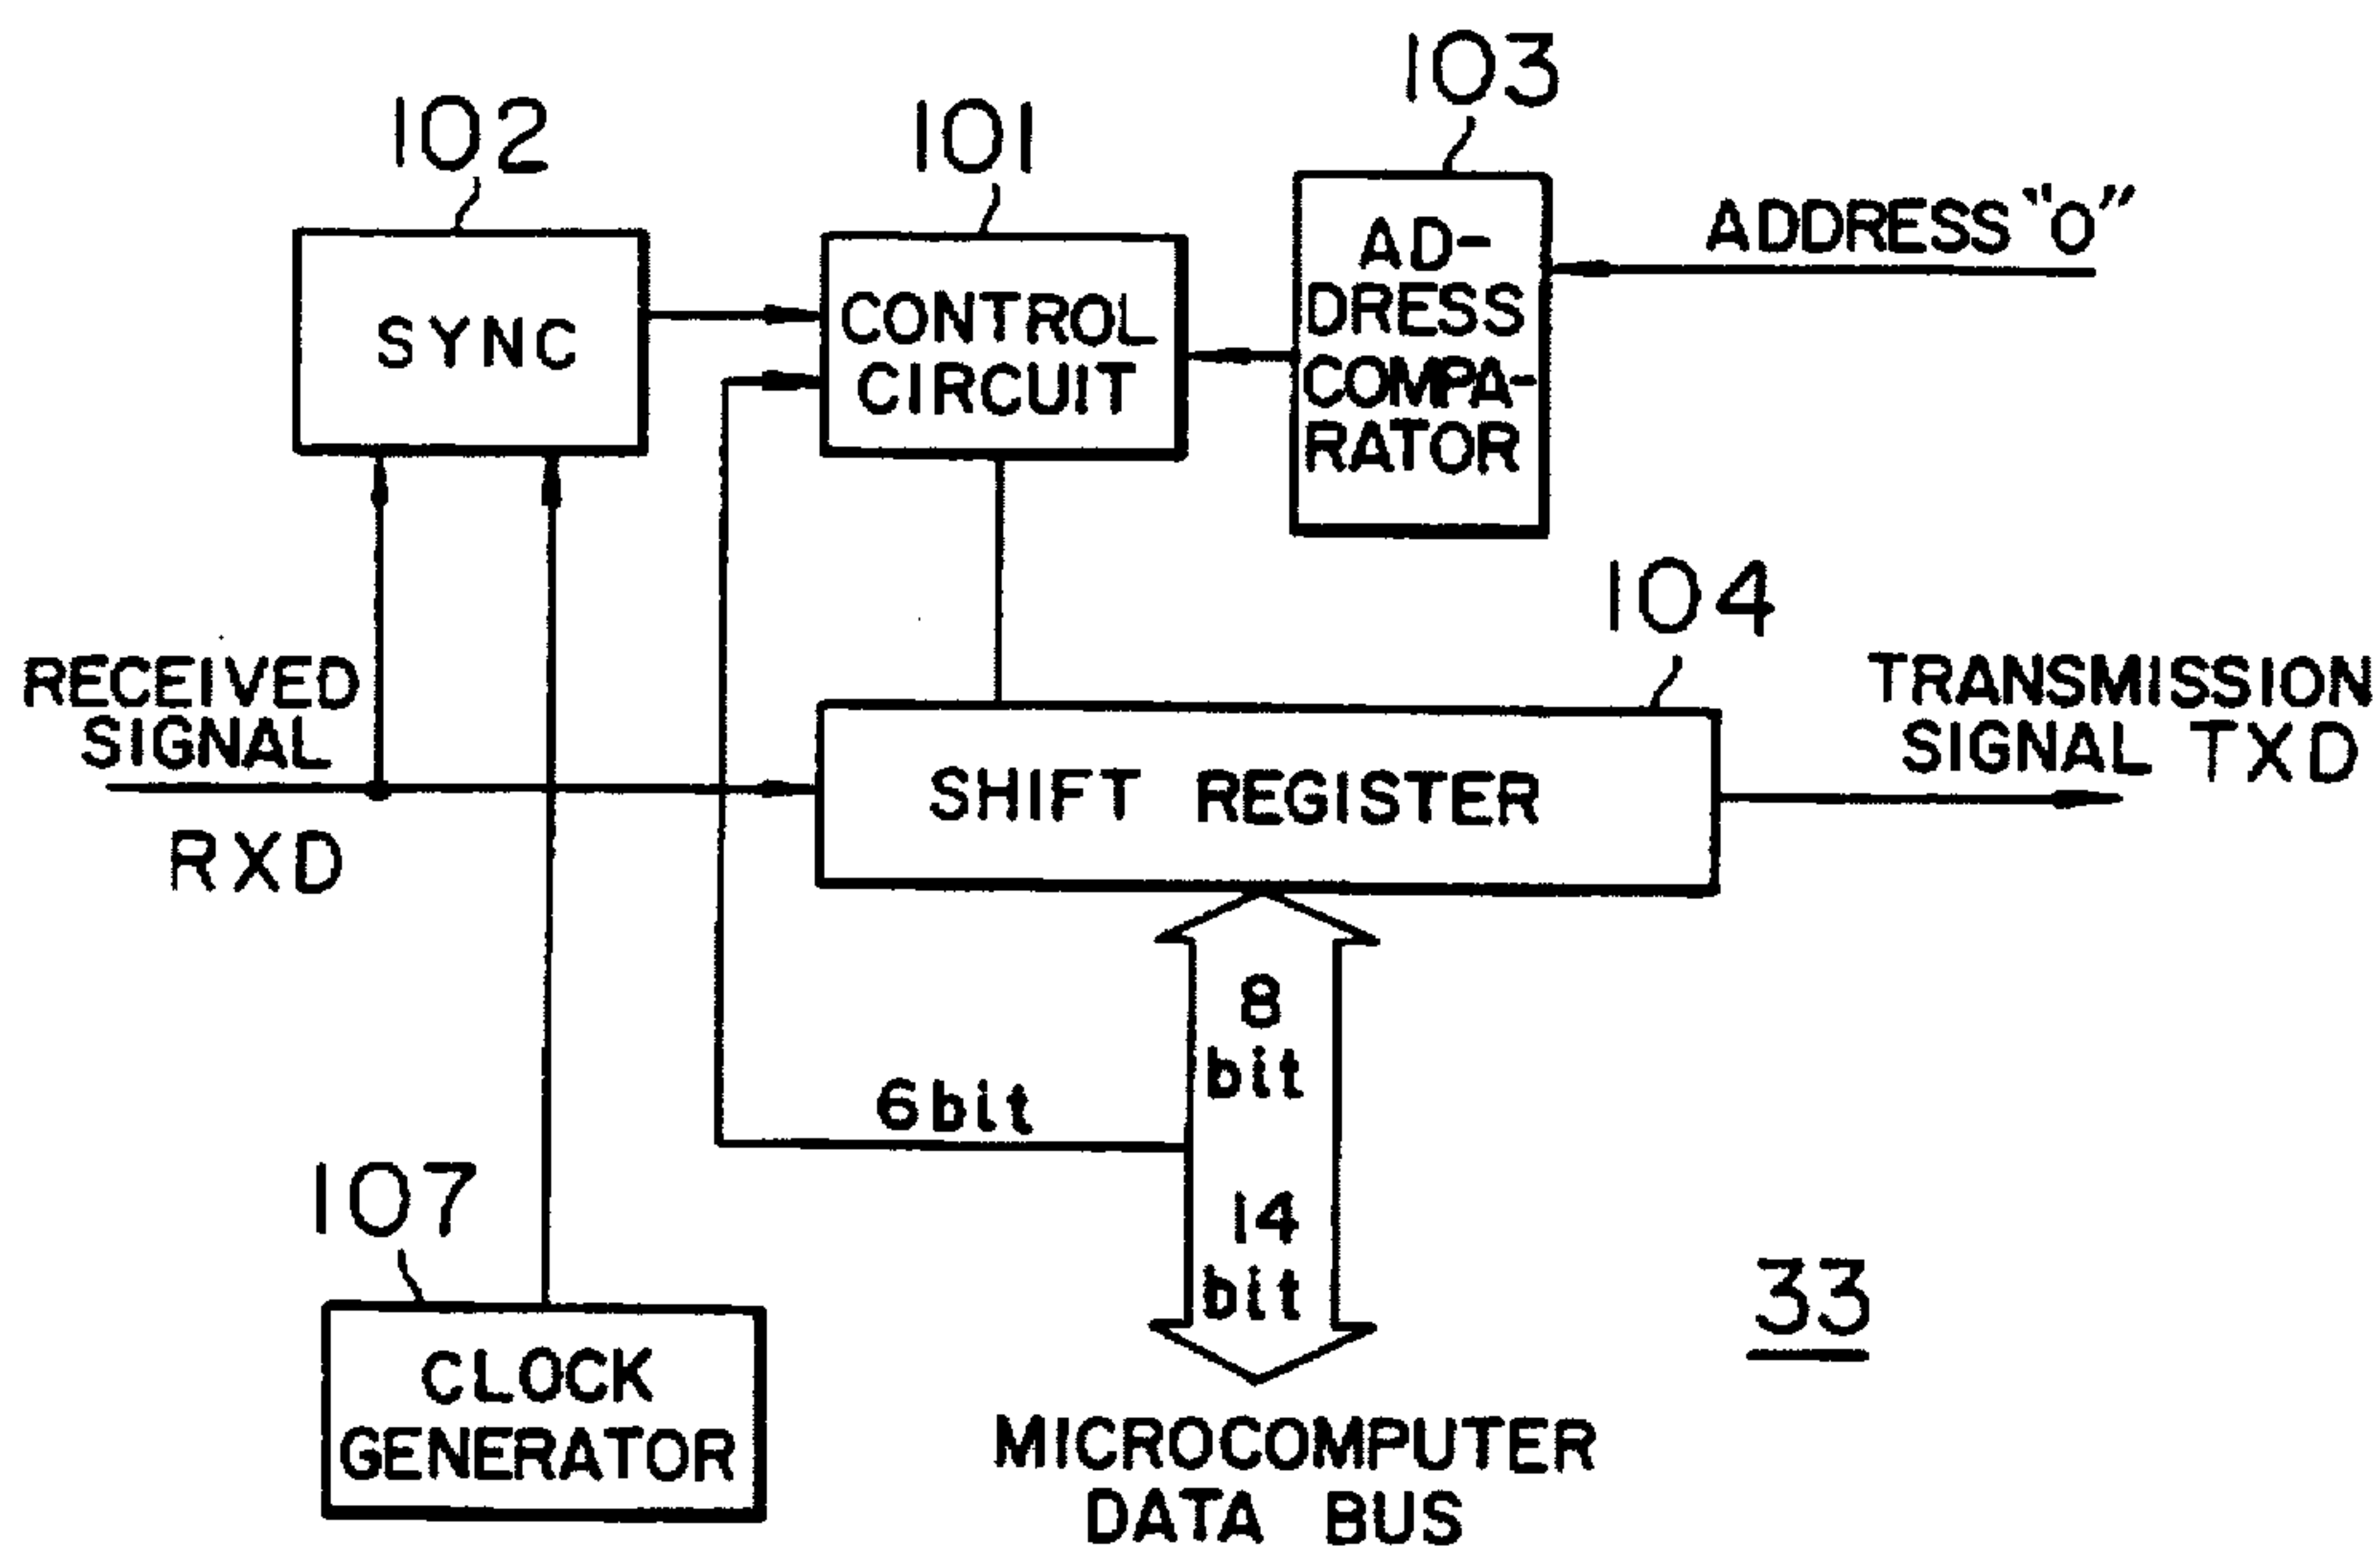 103
102
101
ADDRESS "O"
AD-
DRESS
COMPA-
RATOR
SYNC
CONTROL
CIRCUIT
104
RECEIVED
SIGNAL
RXD
TRANSMISSION
SIGNAL TXD
SHIFT REGISTER
8
bit
6bit
14
bit
107
33
CLOCK
GENERATOR
MICROCOMPUTER
DATA BUS